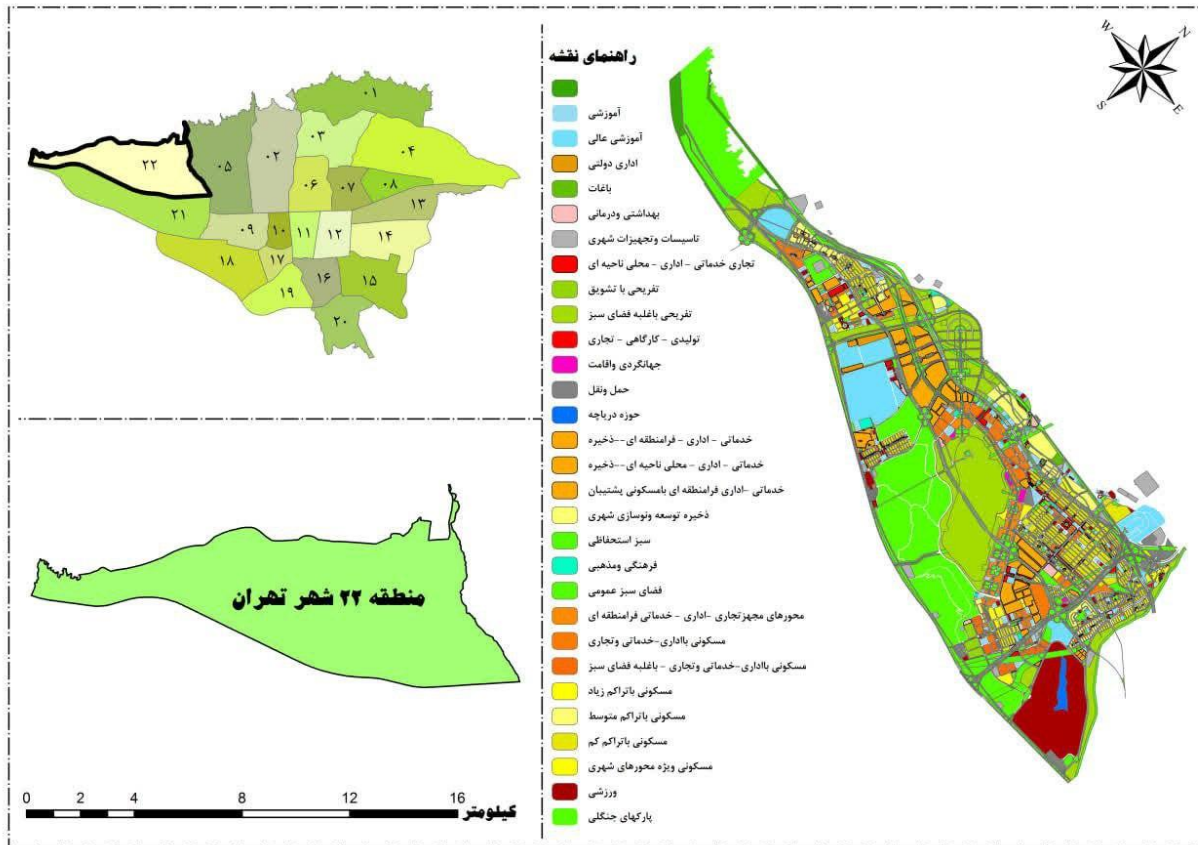 راهنمای نقشه
آموزشی
آموزشی عالی
اداری دولتی
باغات
بهداشتی ودرمانی
تاسیسات وتجهیزات شهری
تجاری خدماتی - اداری - محلی ناحیه ای
تفریحی با تشویق
تفریحی باغلبه فضای سبز
تولیدی - کارگاهی - تجاری
جهانگردی واقامت
حمل ونقل
حوزه دریاچه
خدماتی - اداری - فرامنطقه ای--ذخیره
خدماتی - اداری - محلی ناحیه ای--ذخیره
خدماتی -اداری فرامنطقه ای بامسکونی پشتیبان
ذخیره توسعه ونوسازی شهری
سبز استحفاظی
فرهنگی ومذهبی
فضای سبز عمومی
محورهای مجهزتجاری -اداری - خدماتی فرامنطقه ای
مسکونی بااداری-خدماتی وتجاری
مسکونی بااداری-خدماتی وتجاری - باغلبه فضای سبز
مسکونی باتراکم زیاد
مسکونی باتراکم متوسط
مسکونی باتراکم کم
مسکونی ویژه محورهای شهری
ورزشی
پارکهای جنگلی
N
W
S
E
۰۱
۰۳
۰۲
۰۵
۰۴
۲۲
۰۶
۰۷
۰۸
۱۳
۲۱
۰۹
۱۰
۱۱
۱۲
۱۴
۱۸
۱۷
۱۶
۱۵
۱۹
۲۰
منطقه ۲۲ شهر تهران
0 4 8 12 16
کیلومتر